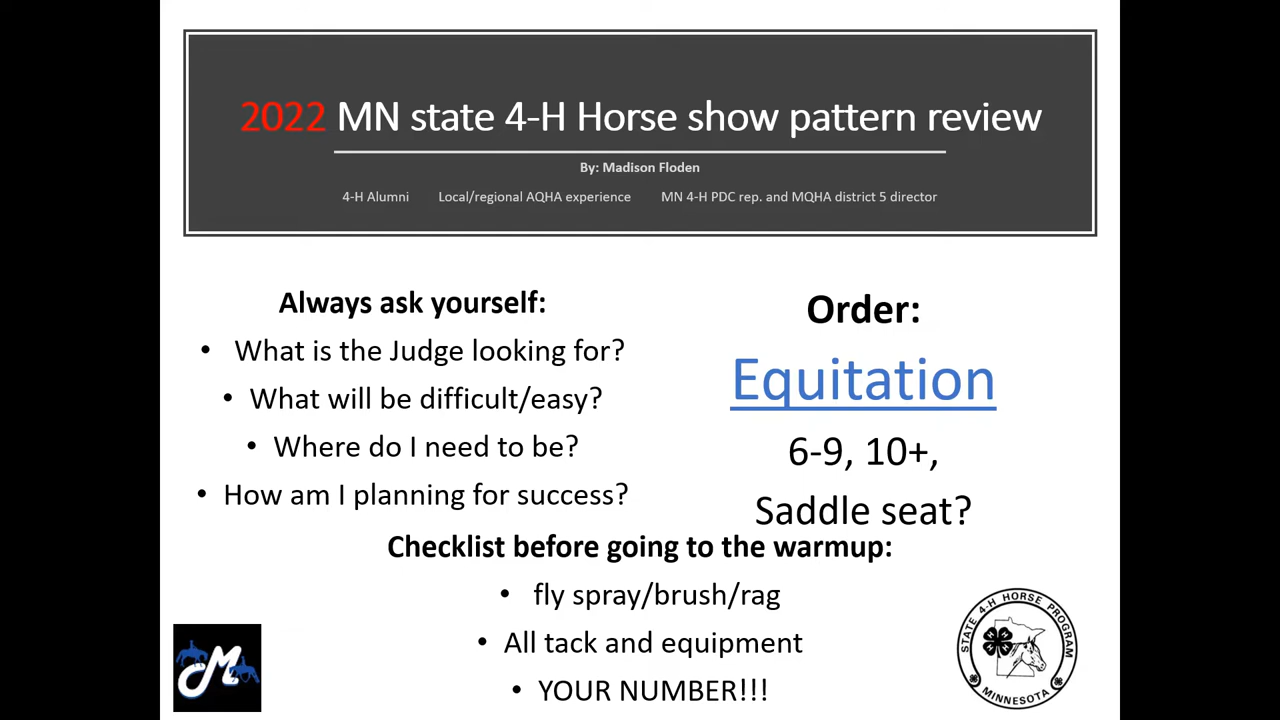 2022 MN state 4-H Horse show pattern review
By: Madison Floden
4-H Alumni Local/regional AQHA experience MN 4-H PDC rep. and MQHA district 5 director
Always ask yourself:
• What is the Judge looking for?
• What will be difficult/easy?
• Where do I need to be?
• How am I planning for success?
Order:
Equitation
6-9, 10+,
Saddle seat?
Checklist before going to the warmup:
• fly spray/brush/rag
• All tack and equipment
• YOUR NUMBER!!!
M
STATE 4-H HORSE PROGRAM
H H H H
MINNESOTA